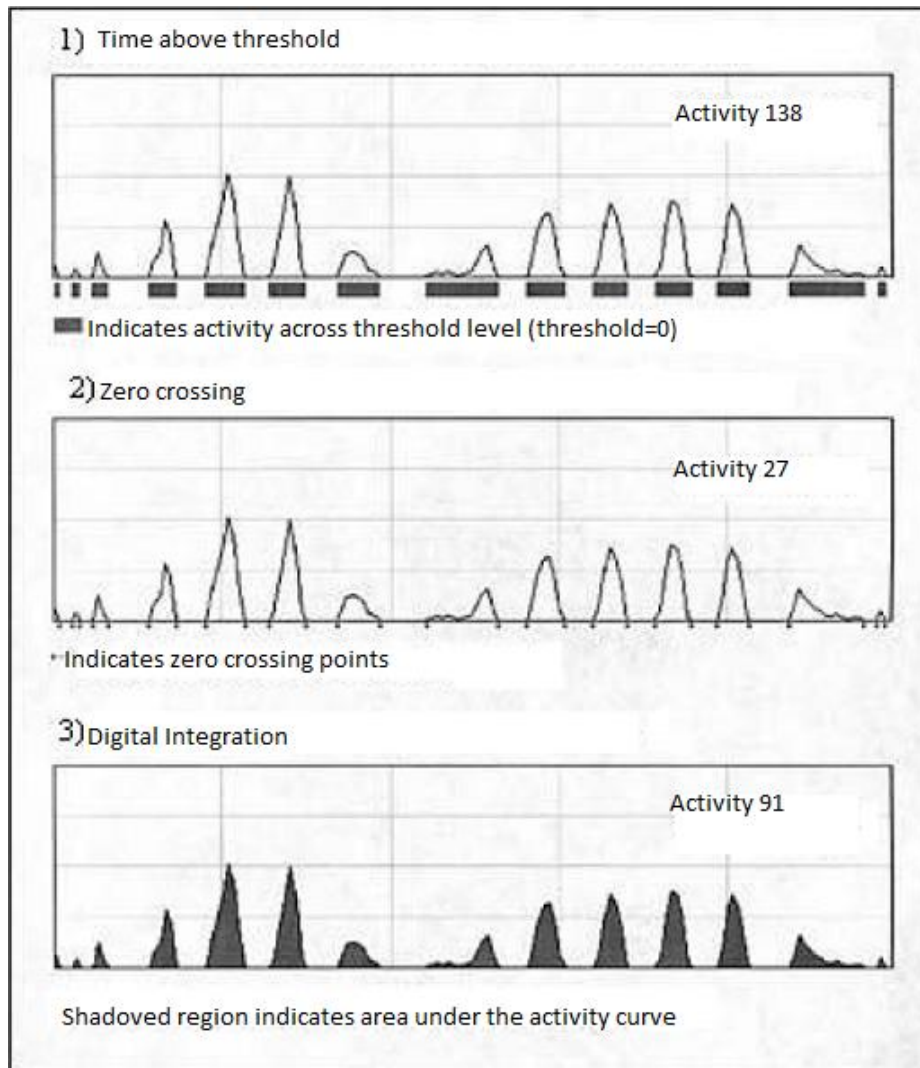 1) Time above threshold
Activity 138
Indicates activity across threshold level (threshold=0)
2) Zero crossing
Activity 27
Indicates zero crossing points
3) Digital Integration
Activity 91
Shadoved region indicates area under the activity curve